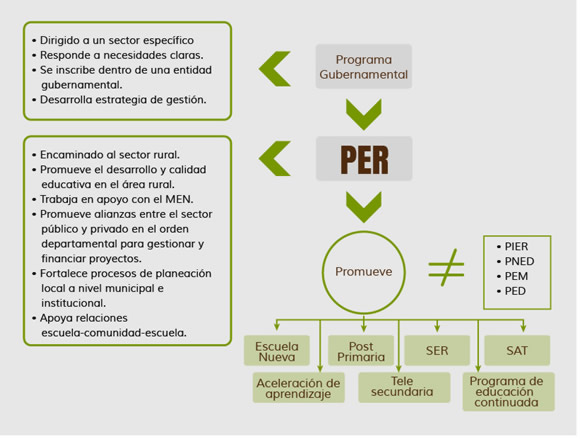 • Dirigido a un sector específico
• Responde a necesidades claras.
• Se inscribe dentro de una entidad
gubernamental.
• Desarrolla estrategia de gestión.
Programa
Gubernamental
• Encaminado al sector rural.
• Promueve el desarrollo y calidad
educativa en el área rural.
• Trabaja en apoyo con el MEN.
• Promueve alianzas entre el sector
público y privado en el orden
departamental para gestionar y
financiar proyectos.
• Fortalece procesos de planeación
local a nivel municipal e
institucional.
• Apoya relaciones
escuela-comunidad-escuela.
PER
Promueve
≠
• PIER
• PNED
• PEM
• PED
Escuela
Nueva
Post
Primaria
SER
SAT
Aceleración de
aprendizaje
Tele
secundaria
Programa de
educación
continuada